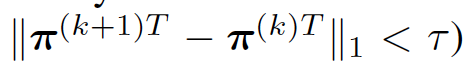 ‖π^{(k+1)T} − π^{(k)T}‖₁ < τ)